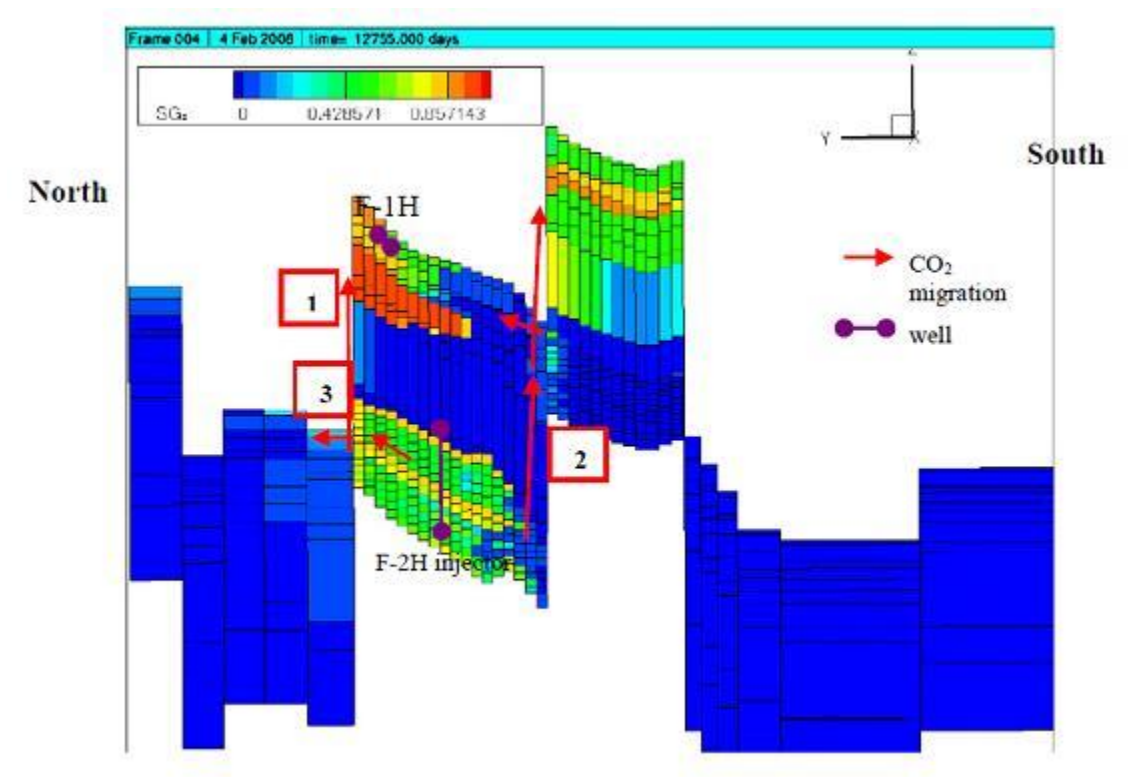 Frame 004 | 4 Feb 2008 | time= 12755.000 days
SG₂ 0 0.428571 0.857143
Z
Y
X
South
North
F-1H
CO₂
migration
well
1
3
2
F-2H injector